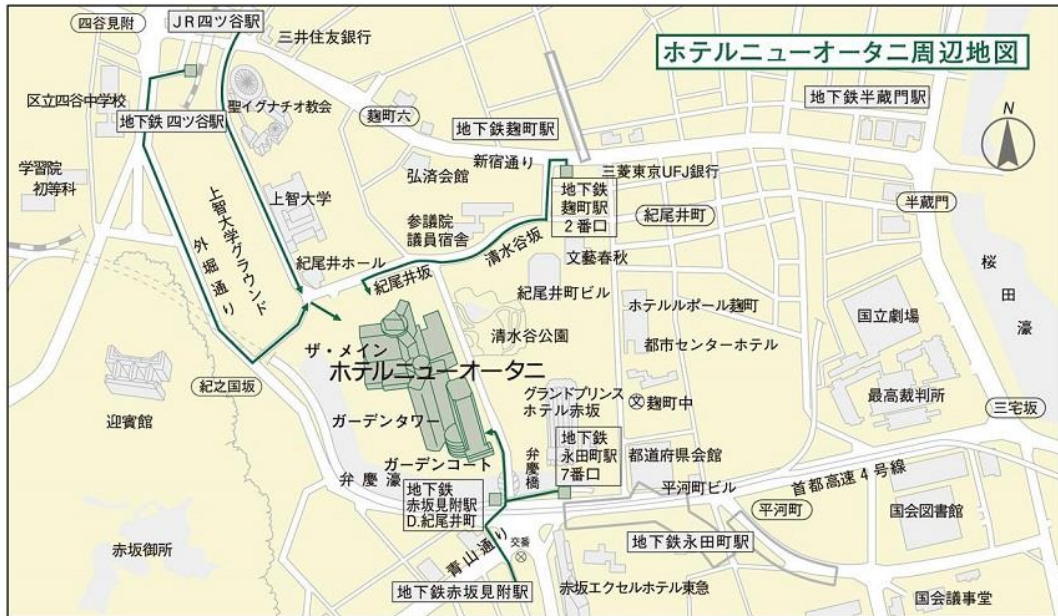 ホテルニューオータニ周辺地図
四谷見附
JR四ツ谷駅
三井住友銀行
区立四谷中学校
地下鉄 四ツ谷駅
聖イグナチオ教会
麹町六
地下鉄麹町駅
地下鉄半蔵門駅
N
新宿通り
三菱東京UFJ銀行
学習院
初等科
上智大学
弘済会館
地下鉄
麹町駅
2番口
紀尾井町
半蔵門
上智大学グラウンド
外堀通り
参議院
議員宿舎
清水谷坂
文藝春秋
桜田濠
紀尾井ホール
紀尾井坂
紀尾井町ビル
ホテルルポール麹町
国立劇場
清水谷公園
都市センターホテル
ザ・メイン
ホテルニューオータニ
紀之国坂
グランドプリンス
ホテル赤坂
麹町中
最高裁判所
三宅坂
迎賓館
ガーデンタワー
ガーデンコート
弁慶橋
地下鉄
永田町駅
7番口
都道府県会館
弁慶濠
地下鉄
赤坂見附駅
D.紀尾井町
平河町ビル
首都高速4号線
平河町
国会図書館
赤坂御所
青山通り
交番
地下鉄永田町駅
地下鉄赤坂見附駅
赤坂エクセルホテル東急
国会議事堂